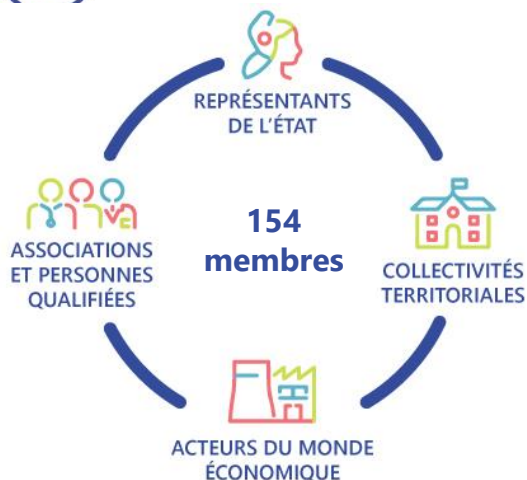 REPRÉSENTANTS
DE L'ÉTAT
154
membres
ASSOCIATIONS
ET PERSONNES
QUALIFIÉES
COLLECTIVITÉS
TERRITORIALES
ACTEURS DU MONDE
ÉCONOMIQUE